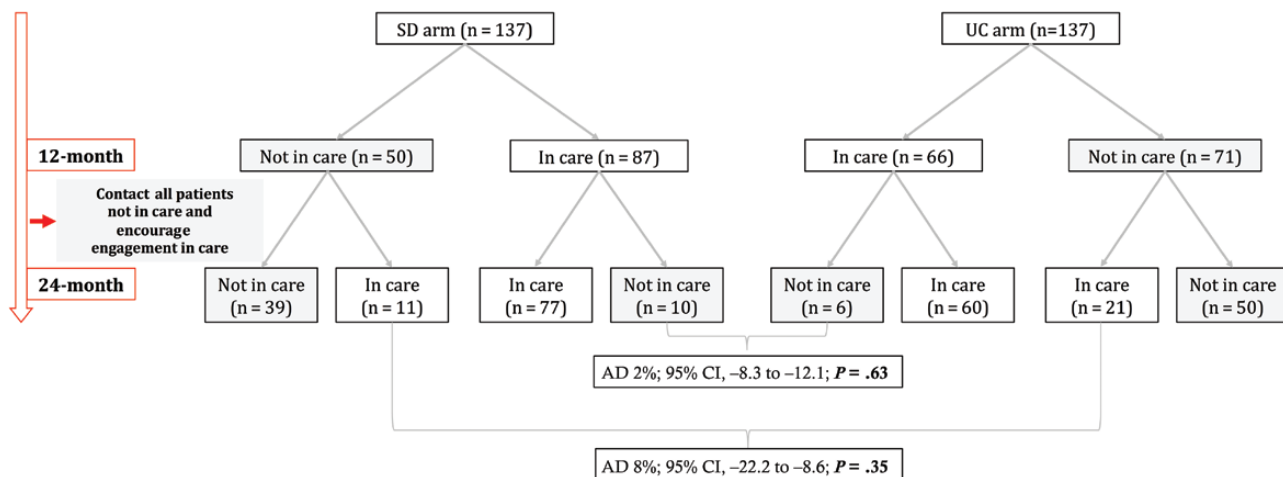 SD arm (n = 137)
UC arm (n=137)
12-month
Not in care (n = 50)
In care (n = 87)
In care (n = 66)
Not in care (n = 71)
Contact all patients
not in care and
encourage
engagement in care
24-month
Not in care
(n = 39)
In care
(n = 11)
In care
(n = 77)
Not in care
(n = 10)
Not in care
(n = 6)
In care
(n = 60)
In care
(n = 21)
Not in care
(n = 50)
AD 2%; 95% CI, –8.3 to –12.1; P = .63
AD 8%; 95% CI, –22.2 to –8.6; P = .35